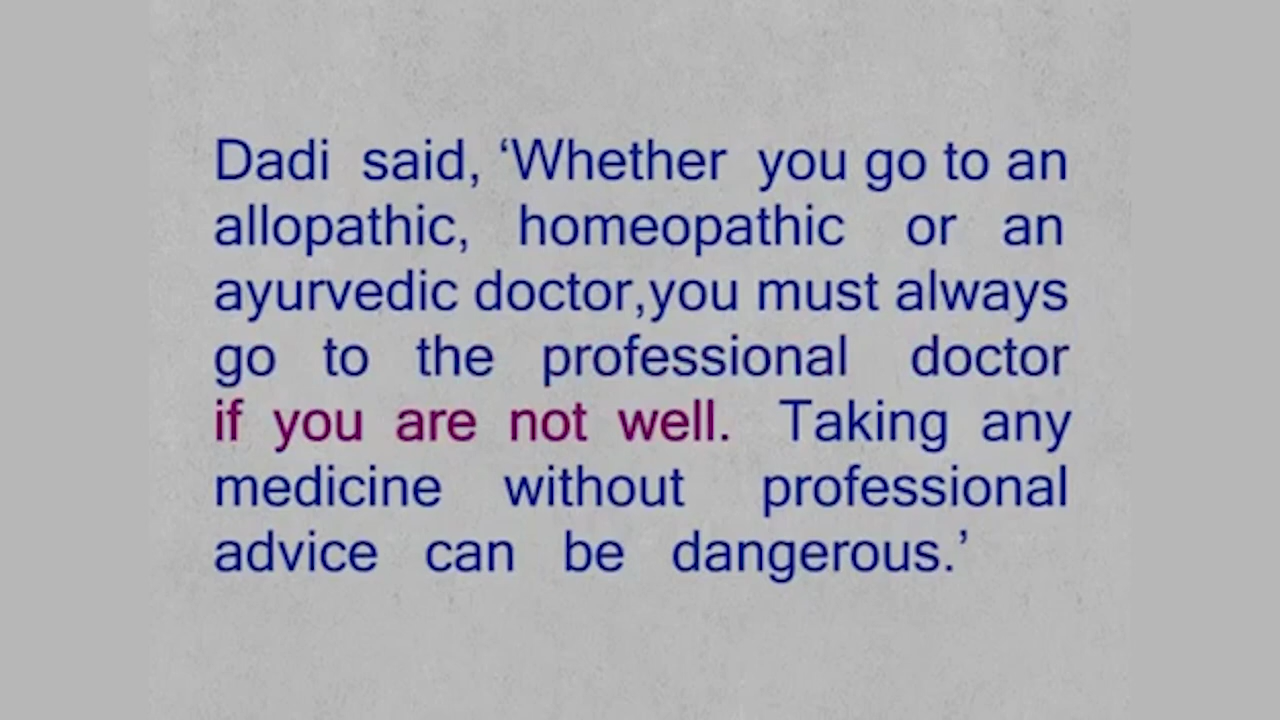 Dadi said, ‘Whether you go to an
allopathic, homeopathic or an
ayurvedic doctor,you must always
go to the professional doctor
if you are not well. Taking any
medicine without professional
advice can be dangerous.’